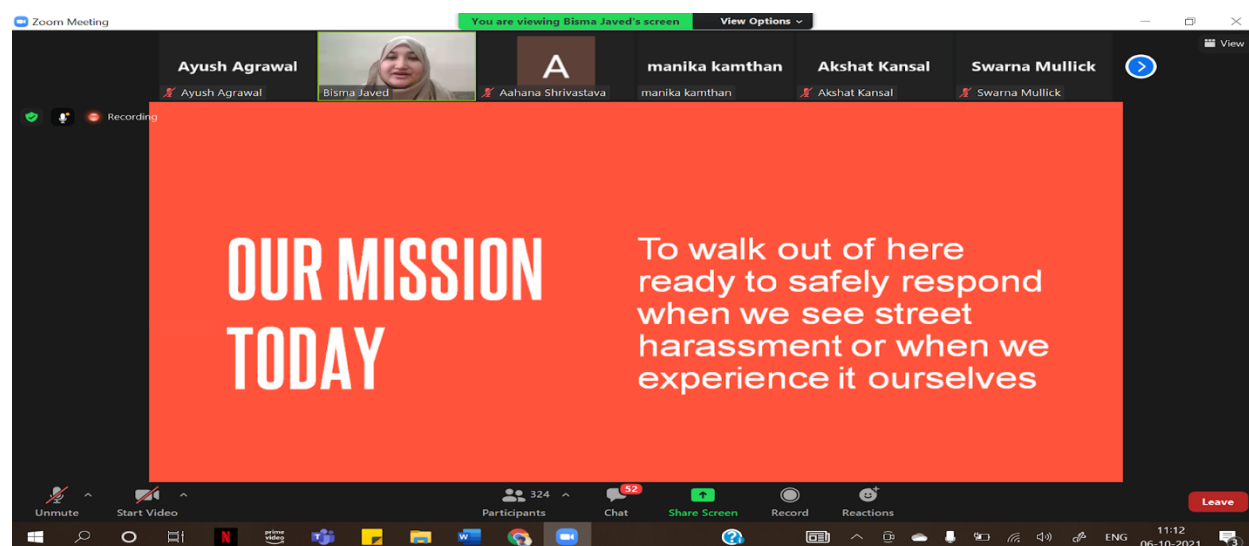 Zoom Meeting
You are viewing Bisma Javed's screen
View Options
View
Ayush Agrawal
manika kamthan
Akshat Kansal
Swarna Mullick
A
Ayush Agrawal
Bisma Javed
Aahana Shrivastava
manika kamthan
Akshat Kansal
Swarna Mullick
Recording
OUR MISSION
TODAY
To walk out of here
ready to safely respond
when we see street
harassment or when we
experience it ourselves
Unmute
Start Video
324
Participants
52
Chat
Share Screen
Record
Reactions
Leave
N
prime
video
ENG
11:12
06-10-2021
3